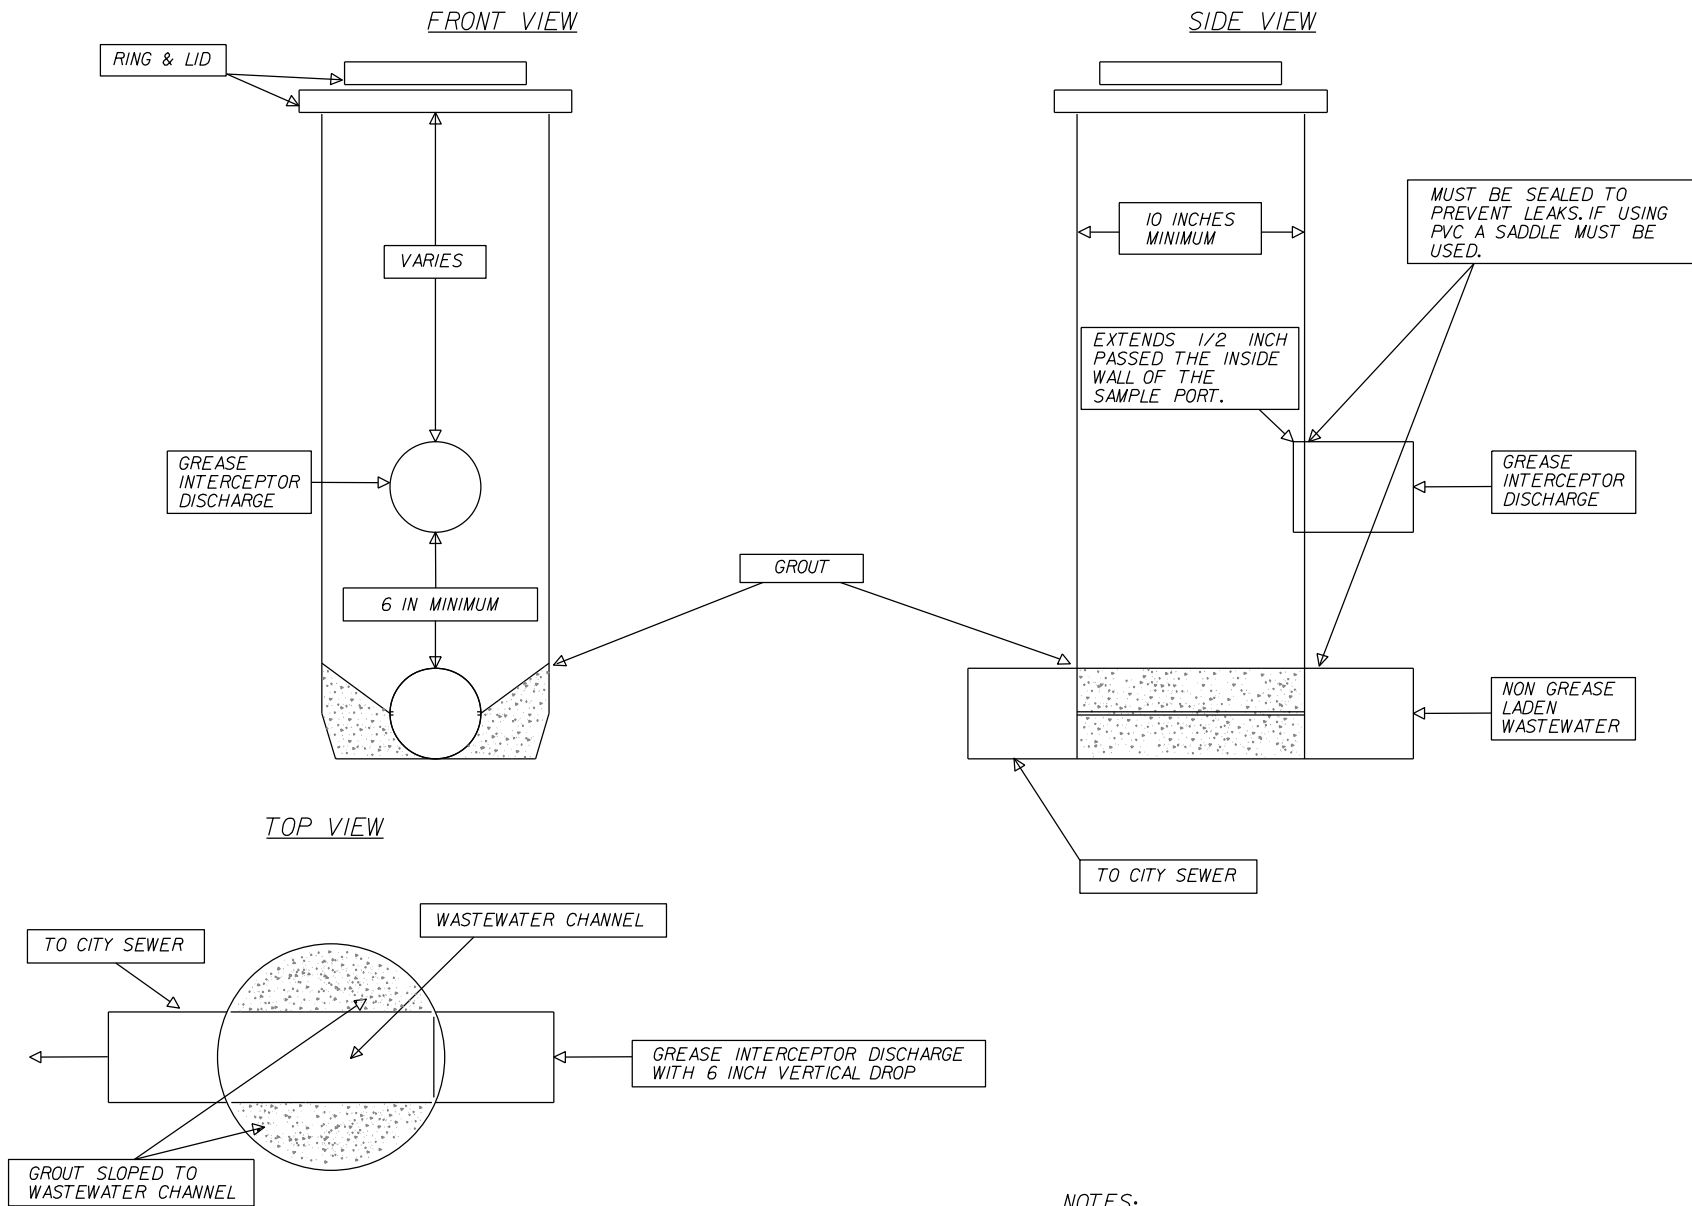 FRONT VIEW
RING & LID
VARIES
GREASE
INTERCEPTOR
DISCHARGE
6 IN MINIMUM
GROUT
SIDE VIEW
10 INCHES
MINIMUM
MUST BE SEALED TO
PREVENT LEAKS. IF USING
PVC A SADDLE MUST BE
USED.
EXTENDS 1/2 INCH
PASSED THE INSIDE
WALL OF THE
SAMPLE PORT.
GREASE
INTERCEPTOR
DISCHARGE
NON GREASE
LADEN
WASTEWATER
TO CITY SEWER
TOP VIEW
WASTEWATER CHANNEL
TO CITY SEWER
GREASE INTERCEPTOR DISCHARGE
WITH 6 INCH VERTICAL DROP
GROUT SLOPED TO
WASTEWATER CHANNEL
NOTES: